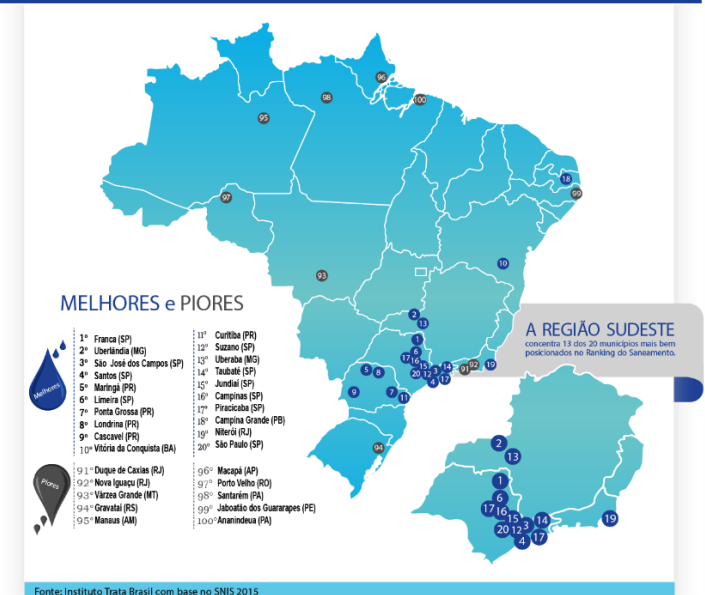 96
98
100
95
18
99
97
10
93
2
13
1
6
17 16
15 14
5 8
20 12 3
4 17
91 92 19
9 7 11
94
MELHORES e PIORES
Melhores
1º Franca (SP)
2º Uberlândia (MG)
3º São José dos Campos (SP)
4º Santos (SP)
5º Maringá (PR)
6º Limeira (SP)
7º Ponta Grossa (PR)
8º Londrina (PR)
9º Cascavel (PR)
10º Vitória da Conquista (BA)
11º Curitiba (PR)
12º Suzano (SP)
13º Uberaba (MG)
14º Taubaté (SP)
15º Jundiaí (SP)
16º Campinas (SP)
17º Piracicaba (SP)
18º Campina Grande (PB)
19º Niterói (RJ)
20º São Paulo (SP)
Piores
91º Duque de Caxias (RJ)
92º Nova Iguaçu (RJ)
93º Várzea Grande (MT)
94º Gravataí (RS)
95º Manaus (AM)
96º Macapá (AP)
97º Porto Velho (RO)
98º Santarém (PA)
99º Jaboatão dos Guararapes (PE)
100º Ananindeua (PA)
A REGIÃO SUDESTE
concentra 13 dos 20 municípios mais bem
posicionados no Ranking do Saneamento.
2
13
1
6
17 16
15 14
20 12 3
4 17
19
Fonte: Instituto Trata Brasil com base no SNIS 2015